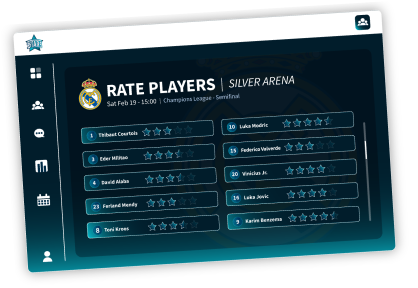 RATE PLAYERS | SILVER ARENA
Sat Feb 19 - 15:00 | Champions League - Semifinal
1 Thibaut Courtois
3 Eder Militao
4 David Alaba
23 Ferland Mendy
8 Toni Kroos
10 Luka Modric
15 Federico Valverde
20 Vinicius Jr.
16 Luka Jovic
9 Karim Benzema